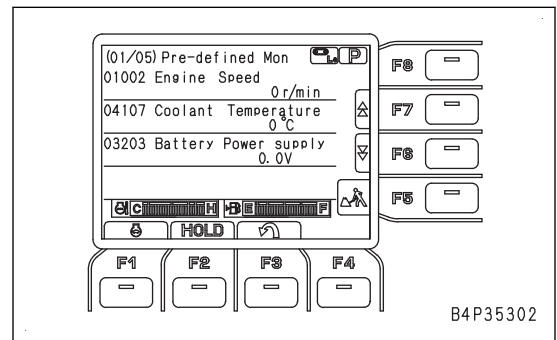 (01/05) Pre-defined Mon Lo P
01002 Engine Speed
0 r/min
04107 Coolant Temperature
0 °C
03203 Battery Power supply
0.0V
C H E F
HOLD
F8
F7
F6
F5
F1 F2 F3 F4
B4P35302